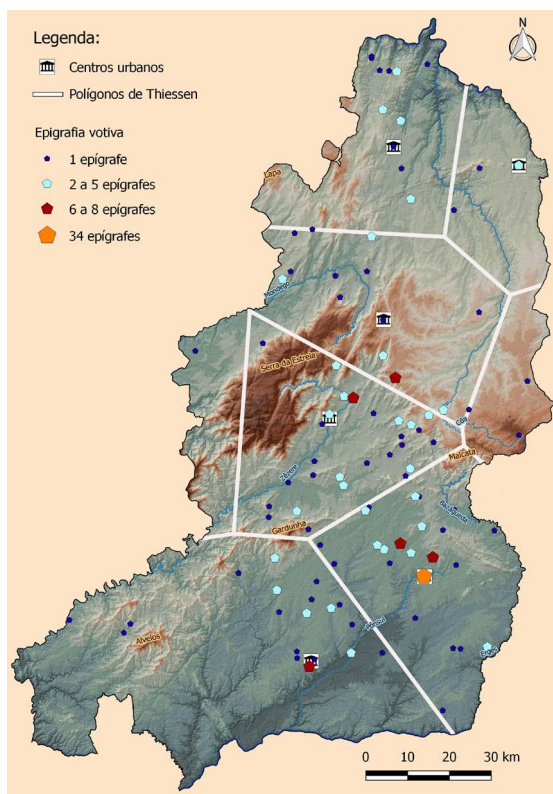 Legenda:
N
Centros urbanos
Polígonos de Thiessen
Epigrafia votiva
1 epígrafe
2 a 5 epígrafes
6 a 8 epígrafes
34 epígrafes
Lapa
Mondego
Serra da Estrela
Côa
Malcata
Zêzere
Gardunha
Alvelos
Ponsul
Erges
0 10 20 30 km